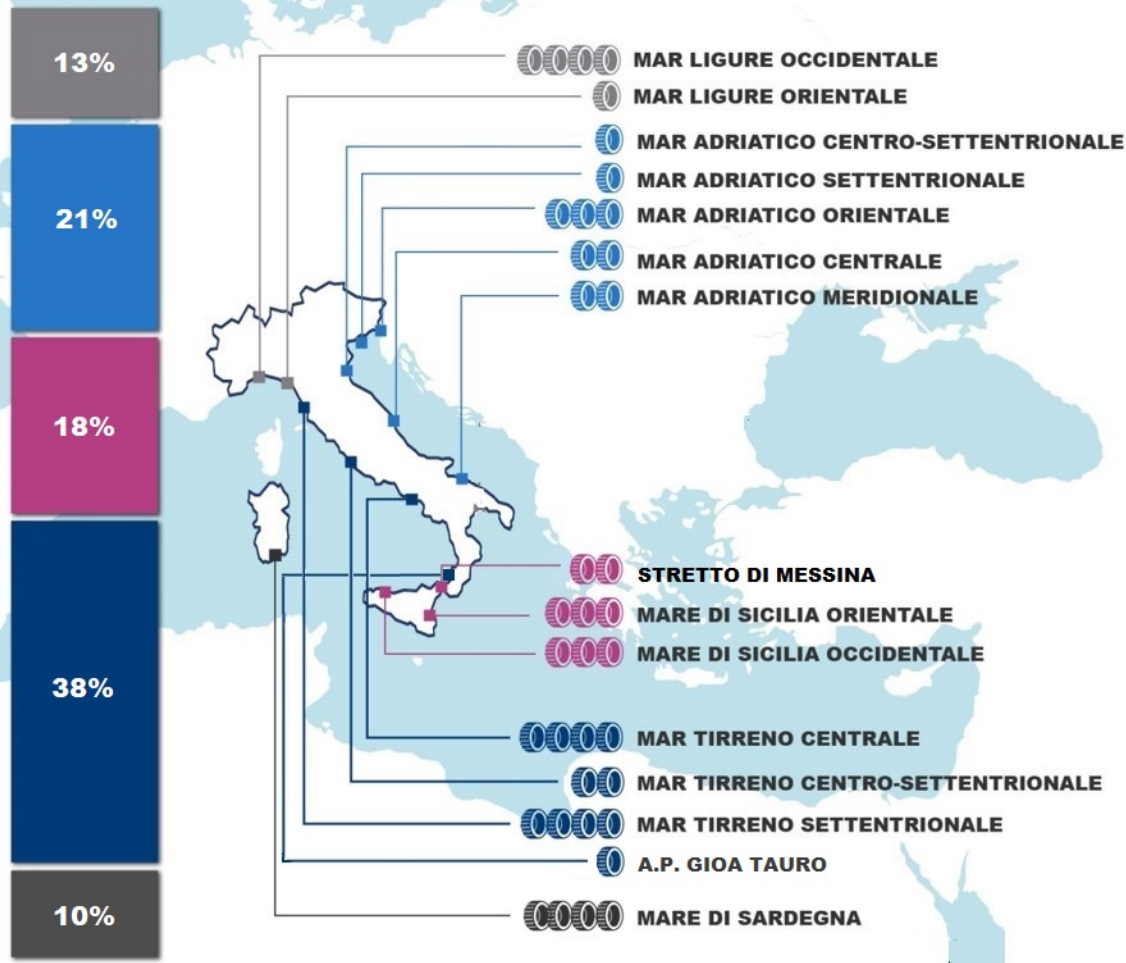 13%
MAR LIGURE OCCIDENTALE
MAR LIGURE ORIENTALE
21%
MAR ADRIATICO CENTRO-SETTENTRIONALE
MAR ADRIATICO SETTENTRIONALE
MAR ADRIATICO ORIENTALE
MAR ADRIATICO CENTRALE
MAR ADRIATICO MERIDIONALE
18%
STRETTO DI MESSINA
MARE DI SICILIA ORIENTALE
MARE DI SICILIA OCCIDENTALE
38%
MAR TIRRENO CENTRALE
MAR TIRRENO CENTRO-SETTENTRIONALE
MAR TIRRENO SETTENTRIONALE
A.P. GIOA TAURO
10%
MARE DI SARDEGNA